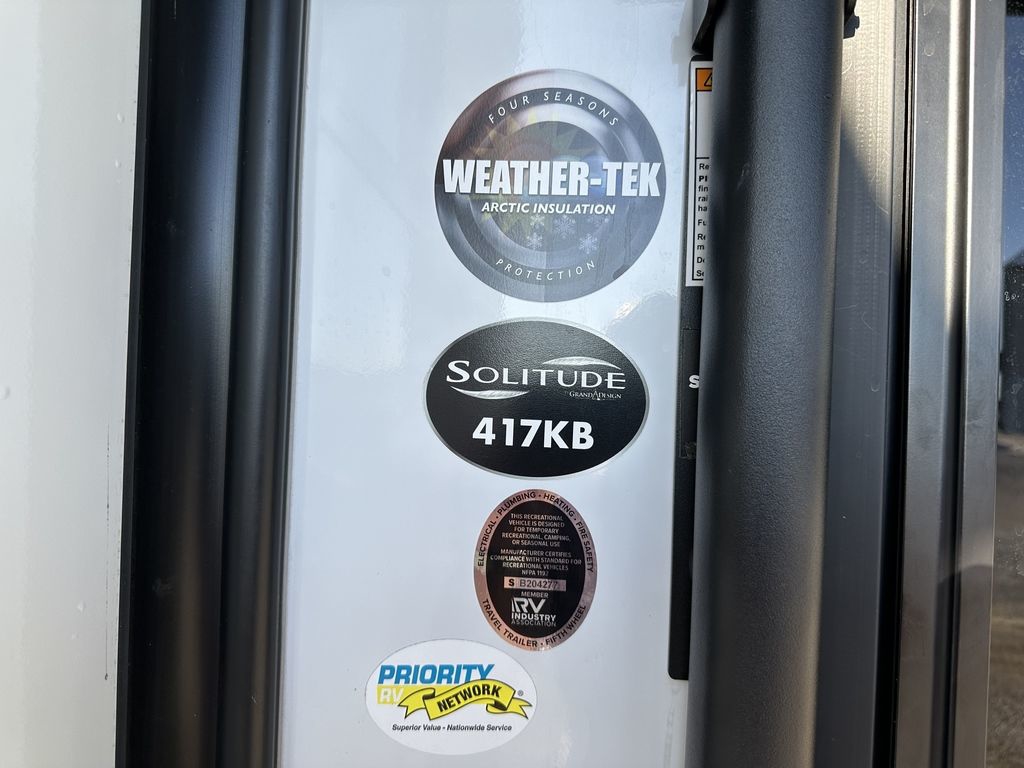 FOUR SEASONS
WEATHER-TEK
ARCTIC INSULATION
PROTECTION
SOLITUDE
BY GRAND DESIGN
417KB
ELECTRICAL · PLUMBING · HEATING · FIRE SAFETY
THIS RECREATIONAL
VEHICLE IS DESIGNED
FOR TEMPORARY
RECREATIONAL, CAMPING,
OR SEASONAL USE
MANUFACTURER CERTIFIES
COMPLIANCE WITH STANDARD FOR
RECREATIONAL VEHICLES
NFPA 1192
S B204277
MEMBER
RV
INDUSTRY
ASSOCIATION
TRAVEL TRAILER · FIFTH WHEEL
PRIORITY
RV NETWORK®
Superior Value - Nationwide Service